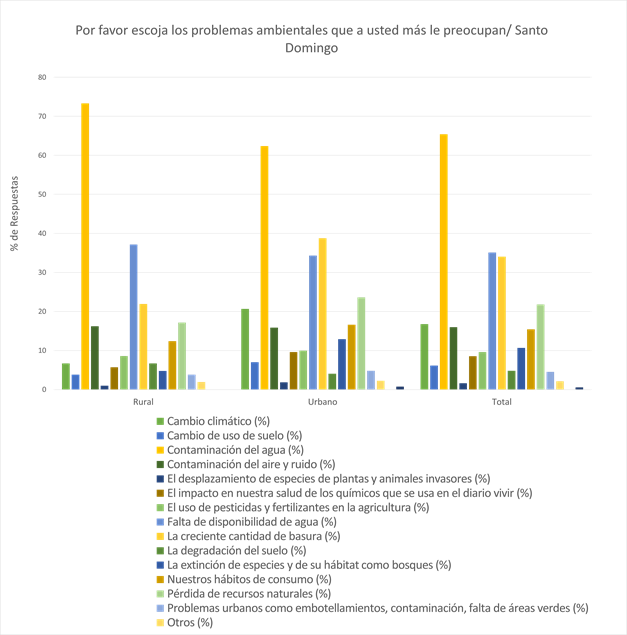 Por favor escoja los problemas ambientales que a usted más le preocupan/ Santo
Domingo
80
70
60
50
40
30
20
10
0
% de Respuestas
Rural
Urbano
Total
Cambio climático (%)
Cambio de uso de suelo (%)
Contaminación del agua (%)
Contaminación del aire y ruido (%)
El desplazamiento de especies de plantas y animales invasores (%)
El impacto en nuestra salud de los químicos que se usa en el diario vivir (%)
El uso de pesticidas y fertilizantes en la agricultura (%)
Falta de disponibilidad de agua (%)
La creciente cantidad de basura (%)
La degradación del suelo (%)
La extinción de especies y de su hábitat como bosques (%)
Nuestros hábitos de consumo (%)
Pérdida de recursos naturales (%)
Problemas urbanos como embotellamientos, contaminación, falta de áreas verdes (%)
Otros (%)